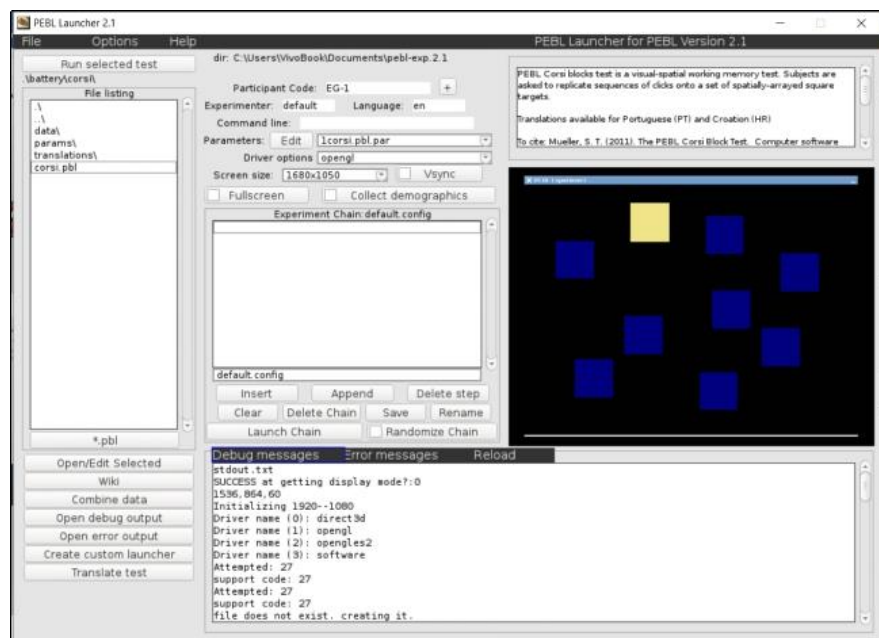 PEBL Launcher 2.1
File Options Help PEBL Launcher for PEBL Version 2.1
Run selected test
.\battery\corsi\
File listing
.\
..\
data\
params\
translations\
corsi.pbl
*.pbl
Open/Edit Selected
Wiki
Combine data
Open debug output
Open error output
Create custom launcher
Translate test
dir: C:\Users\VivoBook\Documents\pebl-exp.2.1
Participant Code: EG-1 +
Experimenter: default Language: en
Command line:
Parameters: Edit 1corsi.pbl.par
Driver options opengl
Screen size: 1680x1050 Vsync
Fullscreen Collect demographics
Experiment Chain:default.config
default.config
Insert Append Delete step
Clear Delete Chain Save Rename
Launch Chain Randomize Chain
PEBL Corsi blocks test is a visual-spatial working memory test. Subjects are
asked to replicate sequences of clicks onto a set of spatially-arrayed square
targets.
Translations available for Portuguese (PT) and Croation (HR)
To cite: Mueller, S. T. (2011). The PEBL Corsi Block Test. Computer software
Debug messages Error messages Reload
stdout.txt
SUCCESS at getting display mode?:0
1536,864,60
Initializing 1920--1080
Driver name (0): direct3d
Driver name (1): opengl
Driver name (2): opengles2
Driver name (3): software
Attempted: 27
support code: 27
Attempted: 27
support code: 27
file does not exist. creating it.